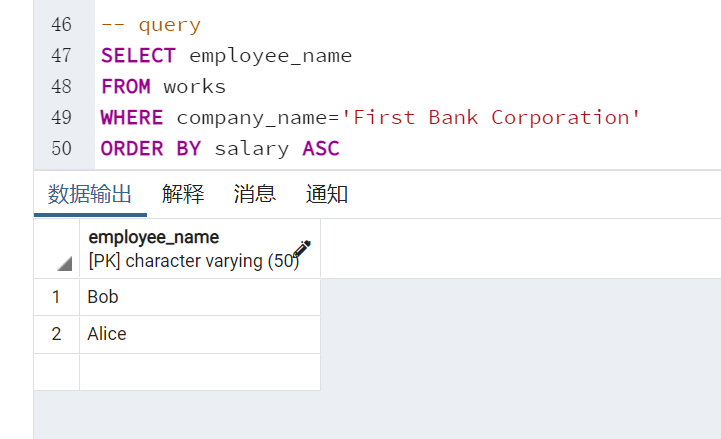 46 -- query
47 SELECT employee_name
48 FROM works
49 WHERE company_name='First Bank Corporation'
50 ORDER BY salary ASC
数据输出 解释 消息 通知
employee_name
[PK] character varying (50)
1 Bob
2 Alice